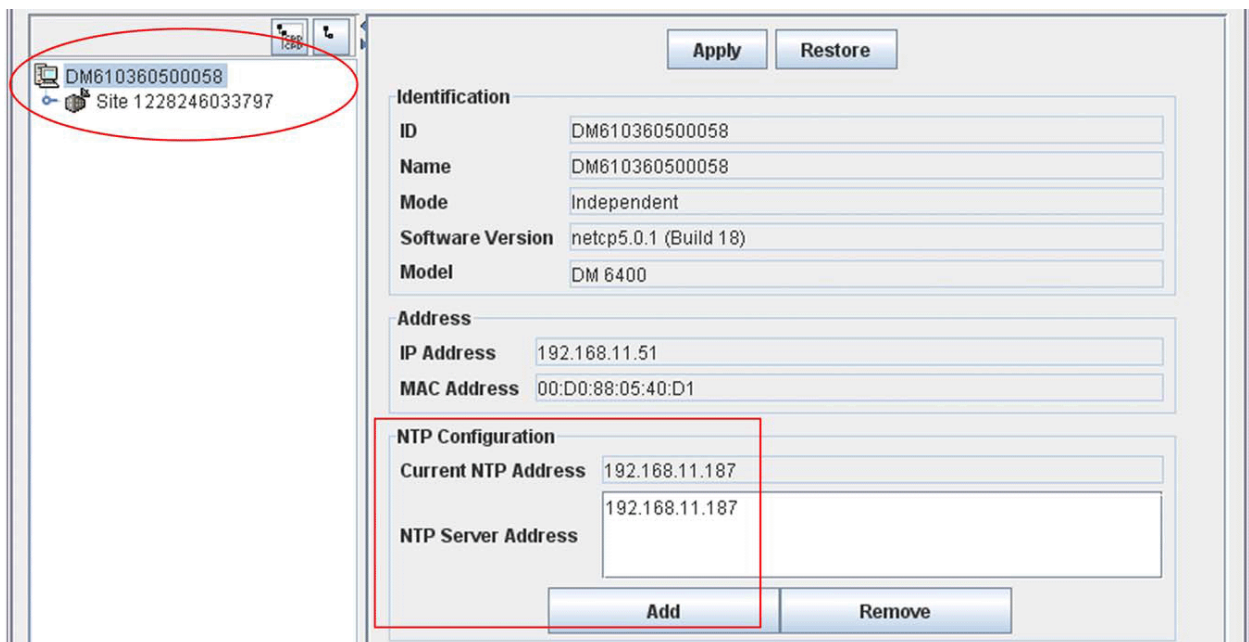 DM610360500058
Site 1228246033797
Apply Restore
Identification
ID DM610360500058
Name DM610360500058
Mode Independent
Software Version netcp5.0.1 (Build 18)
Model DM 6400
Address
IP Address 192.168.11.51
MAC Address 00:D0:88:05:40:D1
NTP Configuration
Current NTP Address 192.168.11.187
192.168.11.187
NTP Server Address
Add Remove